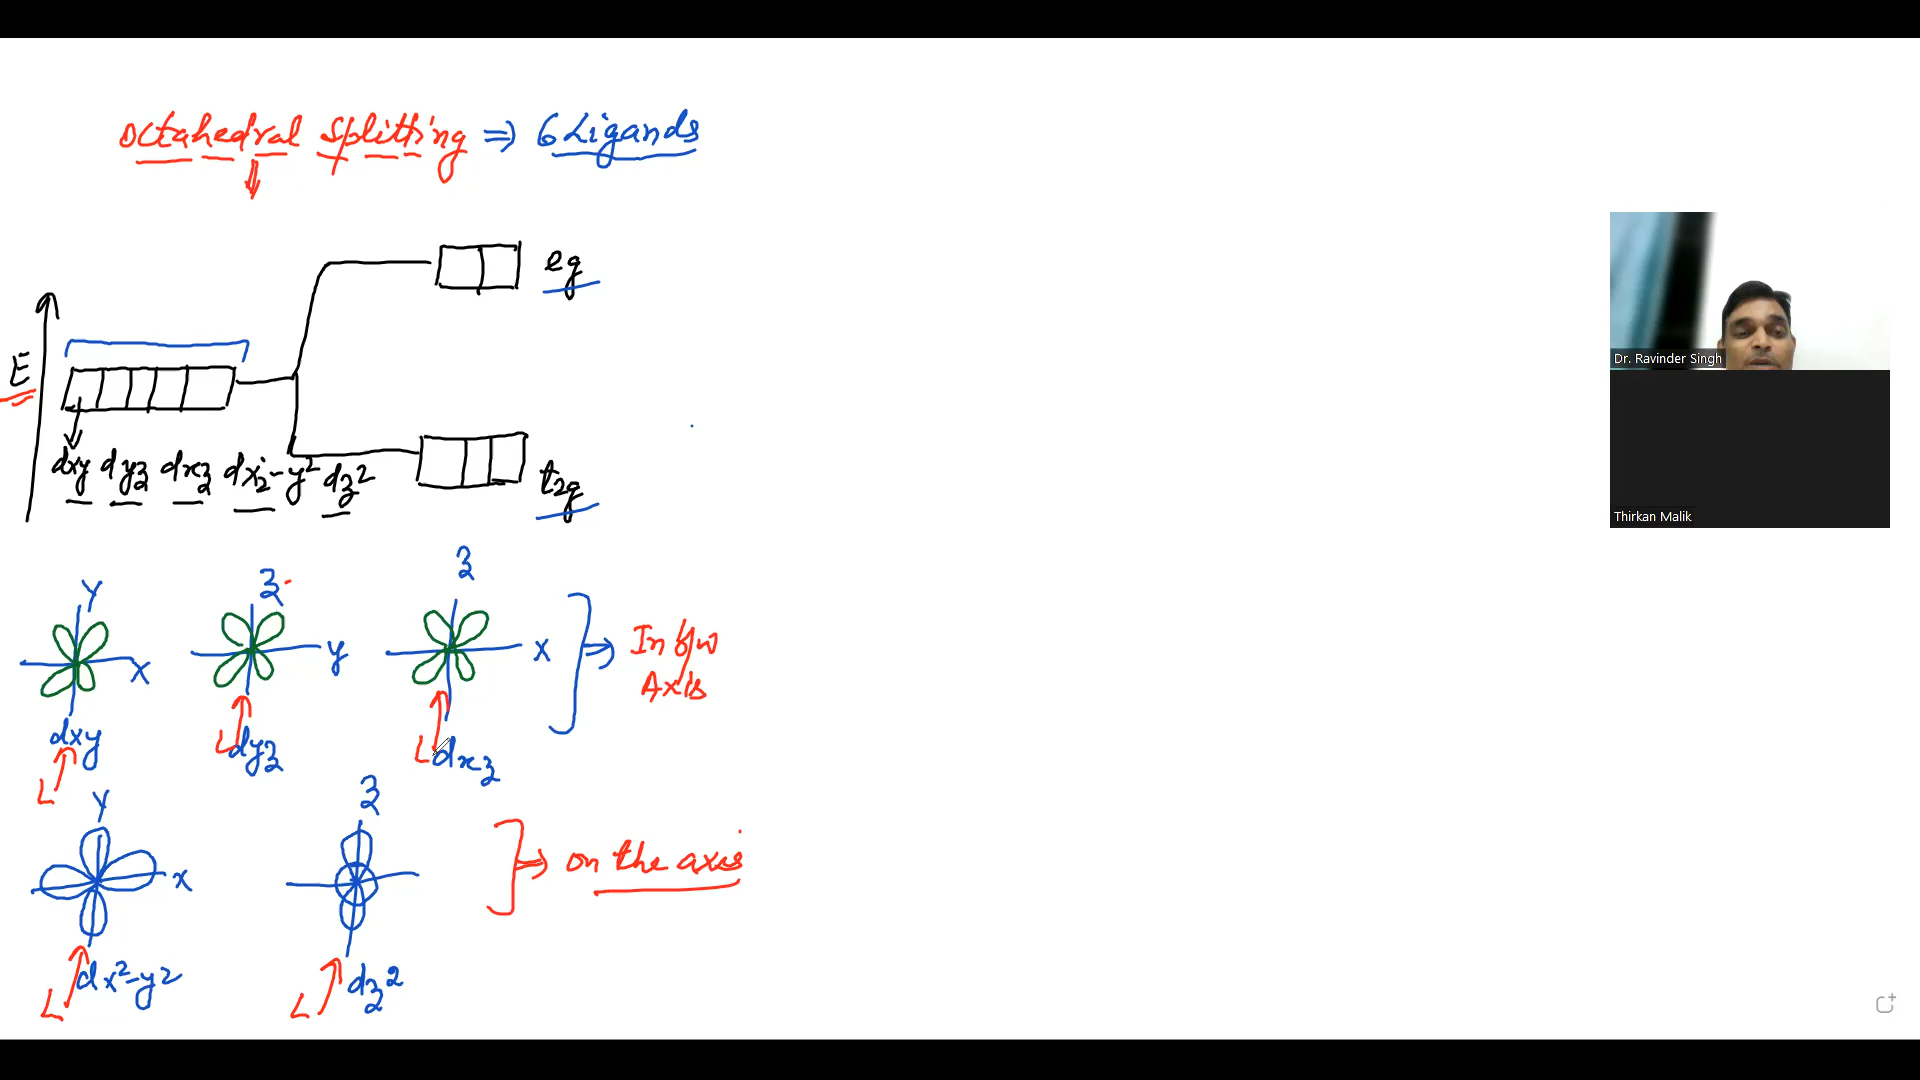 octahedral splitting ⇒ 6 Ligands
eg
E
dxy dyz dxz dx²-y² dz²
t₂g
Y
X
dxy
L
z
y
dyz
L
z
X
dxz
L
In b/w
Axis
Y
X
dx²-y²
L
z
dz²
L
⇒ on the axis
Dr. Ravinder Singh
Thirkan Malik